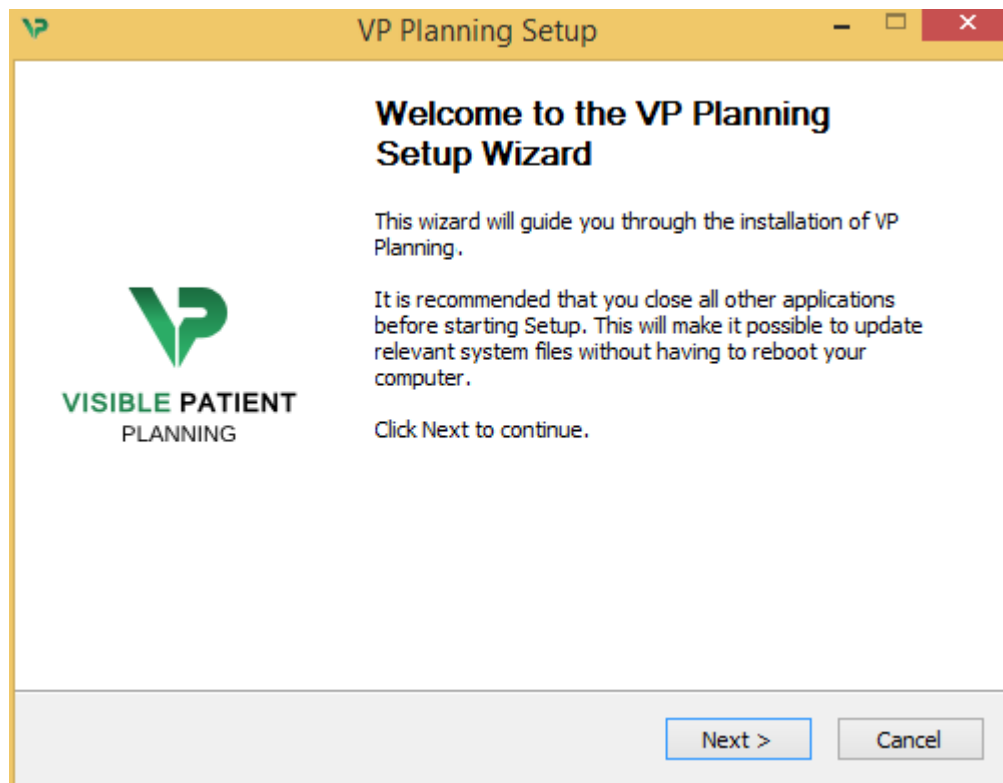 VP Planning Setup
Welcome to the VP Planning
Setup Wizard
This wizard will guide you through the installation of VP
Planning.
It is recommended that you close all other applications
before starting Setup. This will make it possible to update
relevant system files without having to reboot your
computer.
Click Next to continue.
VP
VISIBLE PATIENT
PLANNING
Next >
Cancel